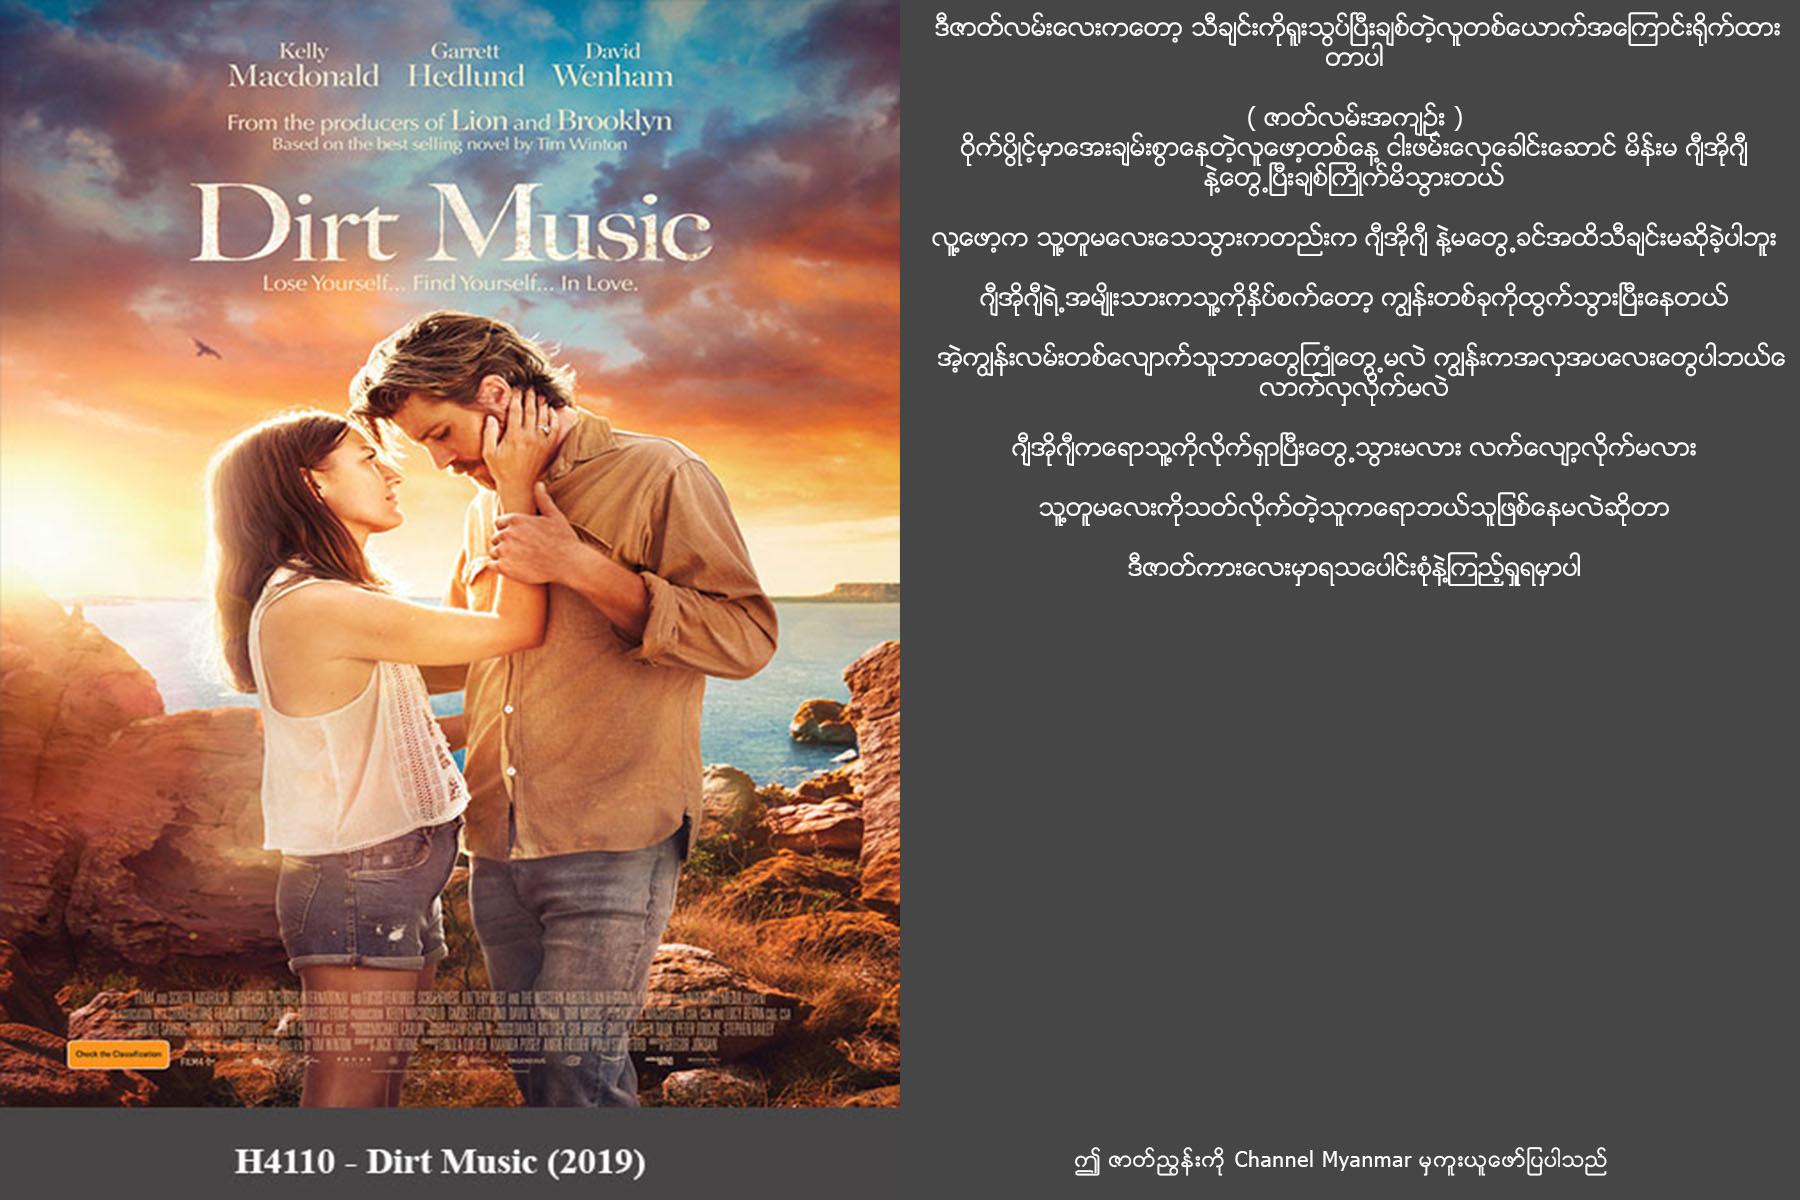 Kelly Macdonald
Garrett Hedlund
David Wenham
From the producers of Lion and Brooklyn
Based on the best selling novel by Tim Winton
Dirt Music
Lose Yourself... Find Yourself... In Love.
Check the Classification
H4110 - Dirt Music (2019)
ဒီဇာတ်လမ်းလေးကတော့ သီချင်းကိုရူးသွပ်ပြီးချစ်တဲ့လူတစ်ယောက်အကြောင်းရိုက်ထား
တာပါ
( ဇာတ်လမ်းအကျဉ်း )
ဝိုက်ပွိုင့်မှာအေးချမ်းစွာနေတဲ့လူဖော့တစ်နေ့ ငါးဖမ်းလှေခေါင်းဆောင် မိန်းမ ဂျီအိုဂျီ
နဲ့တွေ့ပြီးချစ်ကြိုက်မိသွားတယ်
လူ့ဖော့က သူ့တူမလေးသေသွားကတည်းက ဂျီအိုဂျီ နဲ့မတွေ့ခင်အထိသီချင်းမဆိုခဲ့ပါဘူး
ဂျီအိုဂျီရဲ့အမျိုးသားကသူ့ကိုနှိပ်စက်တော့ ကျွန်းတစ်ခုကိုထွက်သွားပြီးနေတယ်
အဲ့ကျွန်းလမ်းတစ်လျောက်သူဘာတွေကြုံတွေ့မလဲ ကျွန်းကအလှအပလေးတွေပါဘယ်လေ
လာက်လှလိုက်မလဲ
ဂျီအိုဂျီကရောသူ့ကိုလိုက်ရှာပြီးတွေ့သွားမလား လက်လျော့လိုက်မလား
သူ့တူမလေးကိုသတ်လိုက်တဲ့သူကရောဘယ်သူဖြစ်နေမလဲဆိုတာ
ဒီဇာတ်ကားလေးမှာရသပေါင်းစုံနဲ့ကြည့်ရှုရမှာပါ
ဤ ဇာတ်ညွှန်းကို Channel Myanmar မှကူးယူဖော်ပြပါသည်